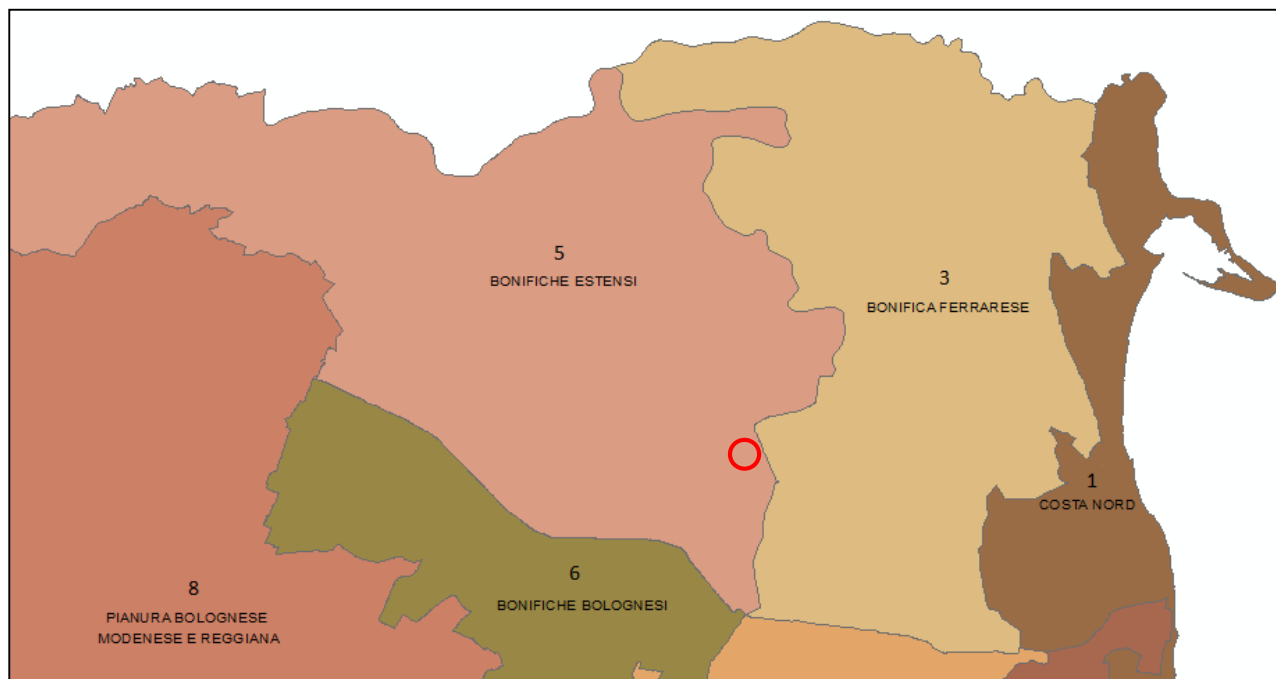 5
BONIFICHE ESTENSI
3
BONIFICA FERRARESE
1
COSTA NORD
6
BONIFICHE BOLOGNESI
8
PIANURA BOLOGNESE
MODENESE E REGGIANA